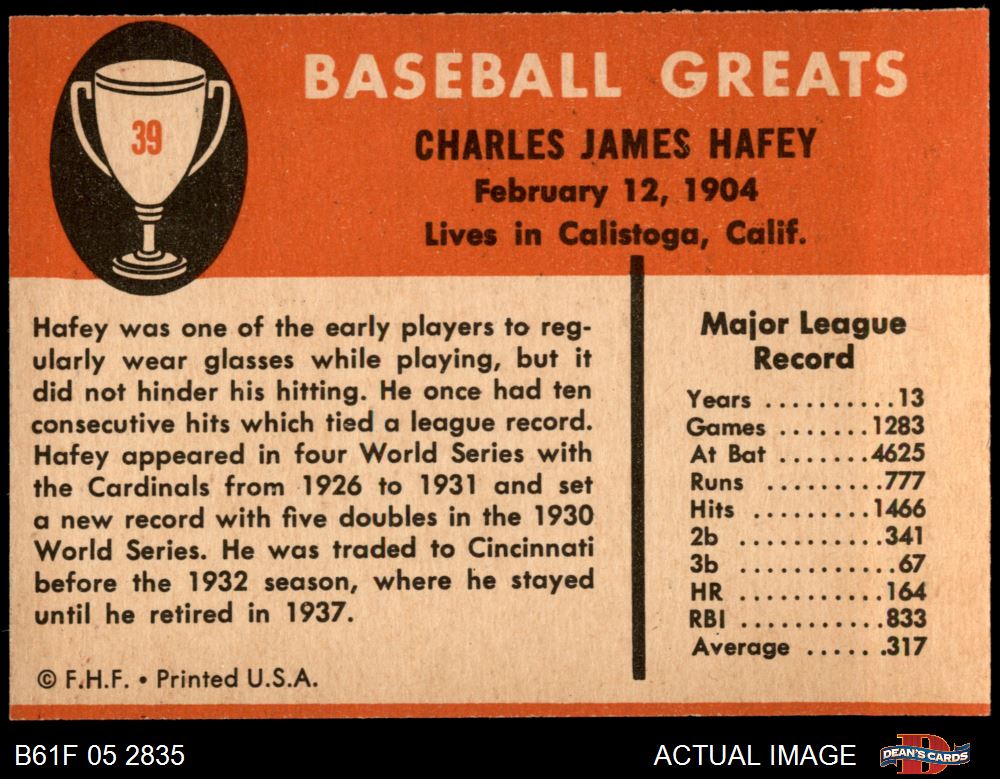 39
BASEBALL GREATS
CHARLES JAMES HAFEY
February 12, 1904
Lives in Calistoga, Calif.
Hafey was one of the early players to reg-
ularly wear glasses while playing, but it
did not hinder his hitting. He once had ten
consecutive hits which tied a league record.
Hafey appeared in four World Series with
the Cardinals from 1926 to 1931 and set
a new record with five doubles in the 1930
World Series. He was traded to Cincinnati
before the 1932 season, where he stayed
until he retired in 1937.
© F.H.F. • Printed U.S.A.
Major League
Record
Years ..........13
Games .......1283
At Bat .......4625
Runs .........777
Hits .........1466
2b ...........341
3b ............67
HR ...........164
RBI ...........833
Average ......317
B61F 05 2835
ACTUAL IMAGE
D
DEAN'S CARDS